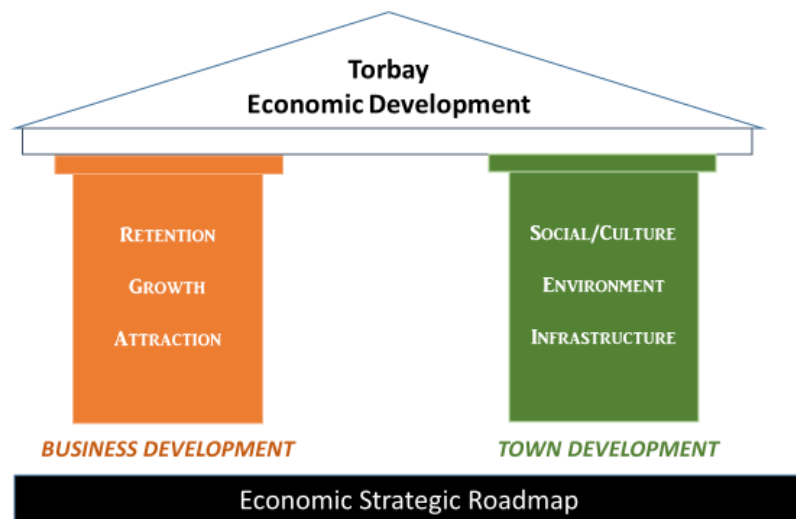 Torbay
Economic Development
RETENTION
GROWTH
ATTRACTION
BUSINESS DEVELOPMENT
SOCIAL/CULTURE
ENVIRONMENT
INFRASTRUCTURE
TOWN DEVELOPMENT
Economic Strategic Roadmap